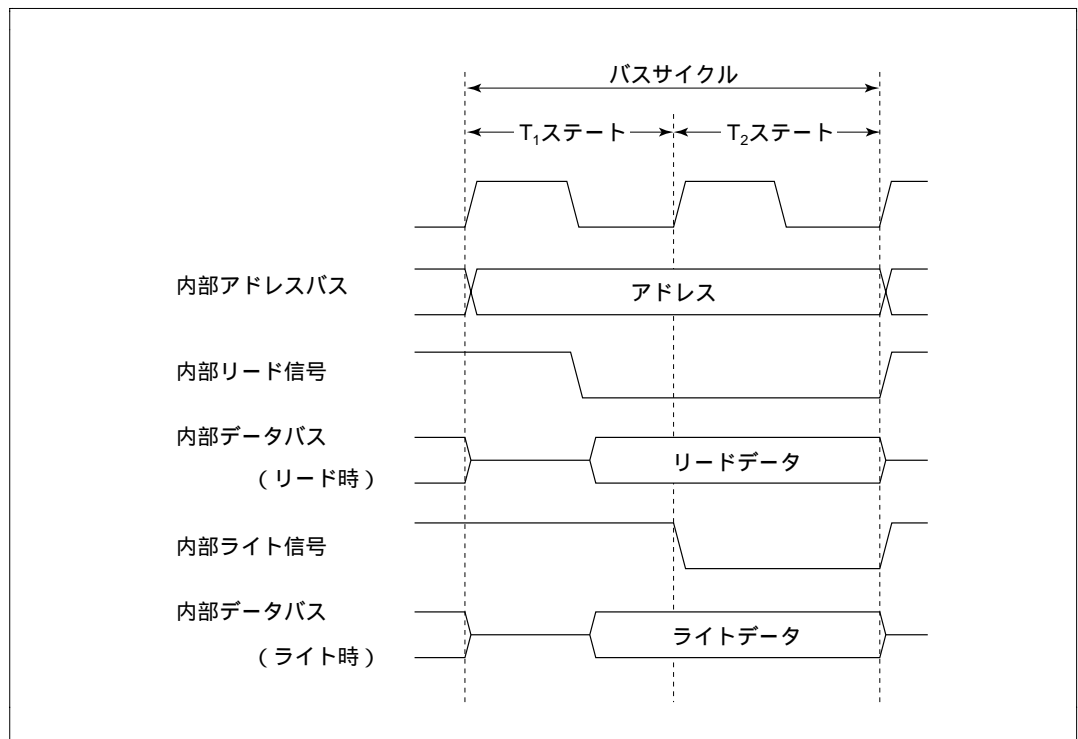 バスサイクル
T₁ステート T₂ステート
内部アドレスバス アドレス
内部リード信号
内部データバス
(リード時) リードデータ
内部ライト信号
内部データバス
(ライト時) ライトデータ